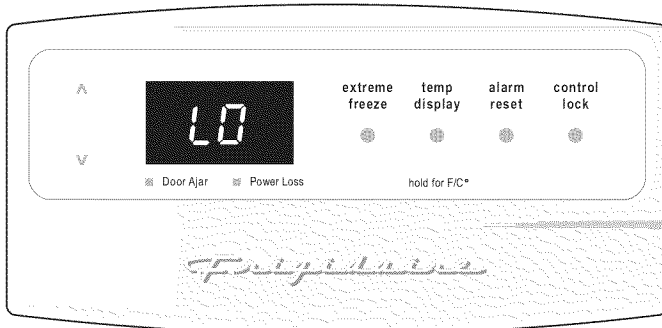 extreme freeze
temp display
alarm reset
control lock
LO
Door Ajar
Power Loss
hold for F/C°
Frigidaire